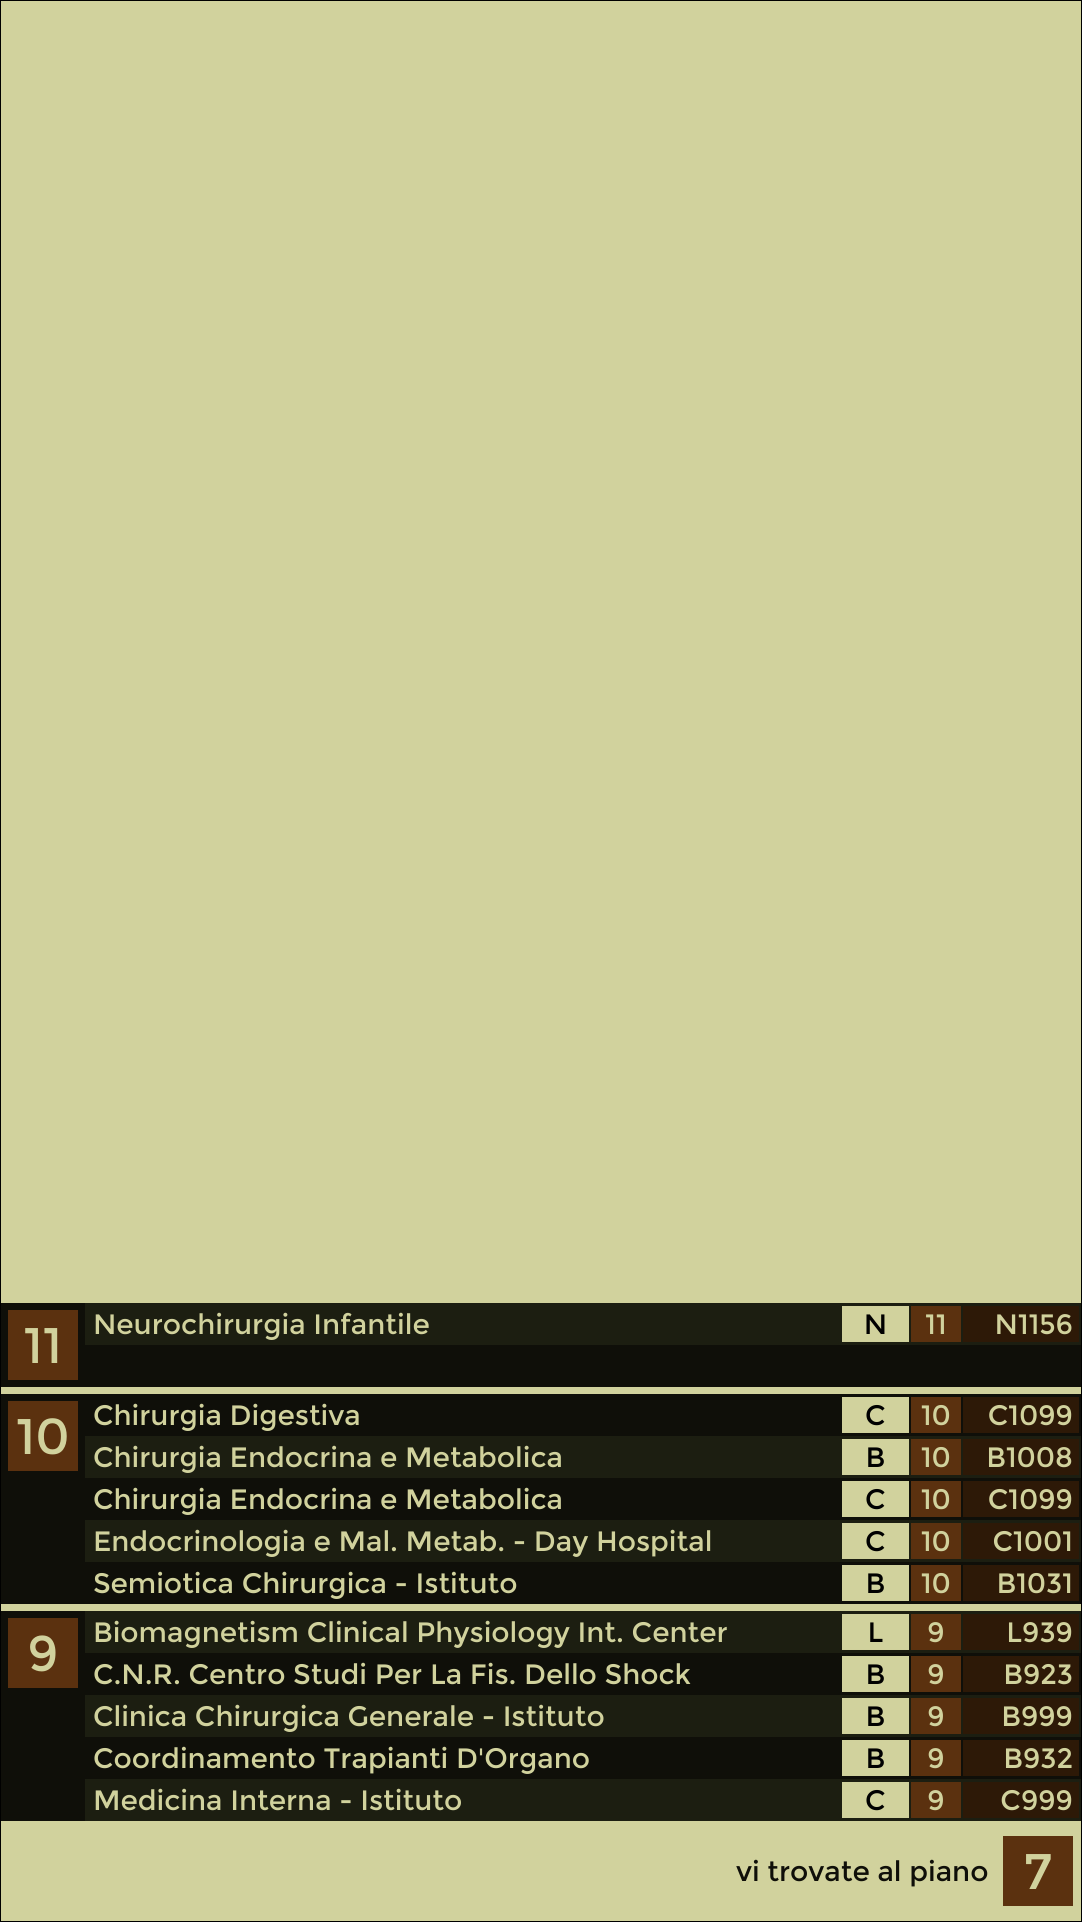 11 Neurochirurgia Infantile N 11 N1156
10 Chirurgia Digestiva C 10 C1099
Chirurgia Endocrina e Metabolica B 10 B1008
Chirurgia Endocrina e Metabolica C 10 C1099
Endocrinologia e Mal. Metab. - Day Hospital C 10 C1001
Semiotica Chirurgica - Istituto B 10 B1031
9 Biomagnetism Clinical Physiology Int. Center L 9 L939
C.N.R. Centro Studi Per La Fis. Dello Shock B 9 B923
Clinica Chirurgica Generale - Istituto B 9 B999
Coordinamento Trapianti D'Organo B 9 B932
Medicina Interna - Istituto C 9 C999
vi trovate al piano 7